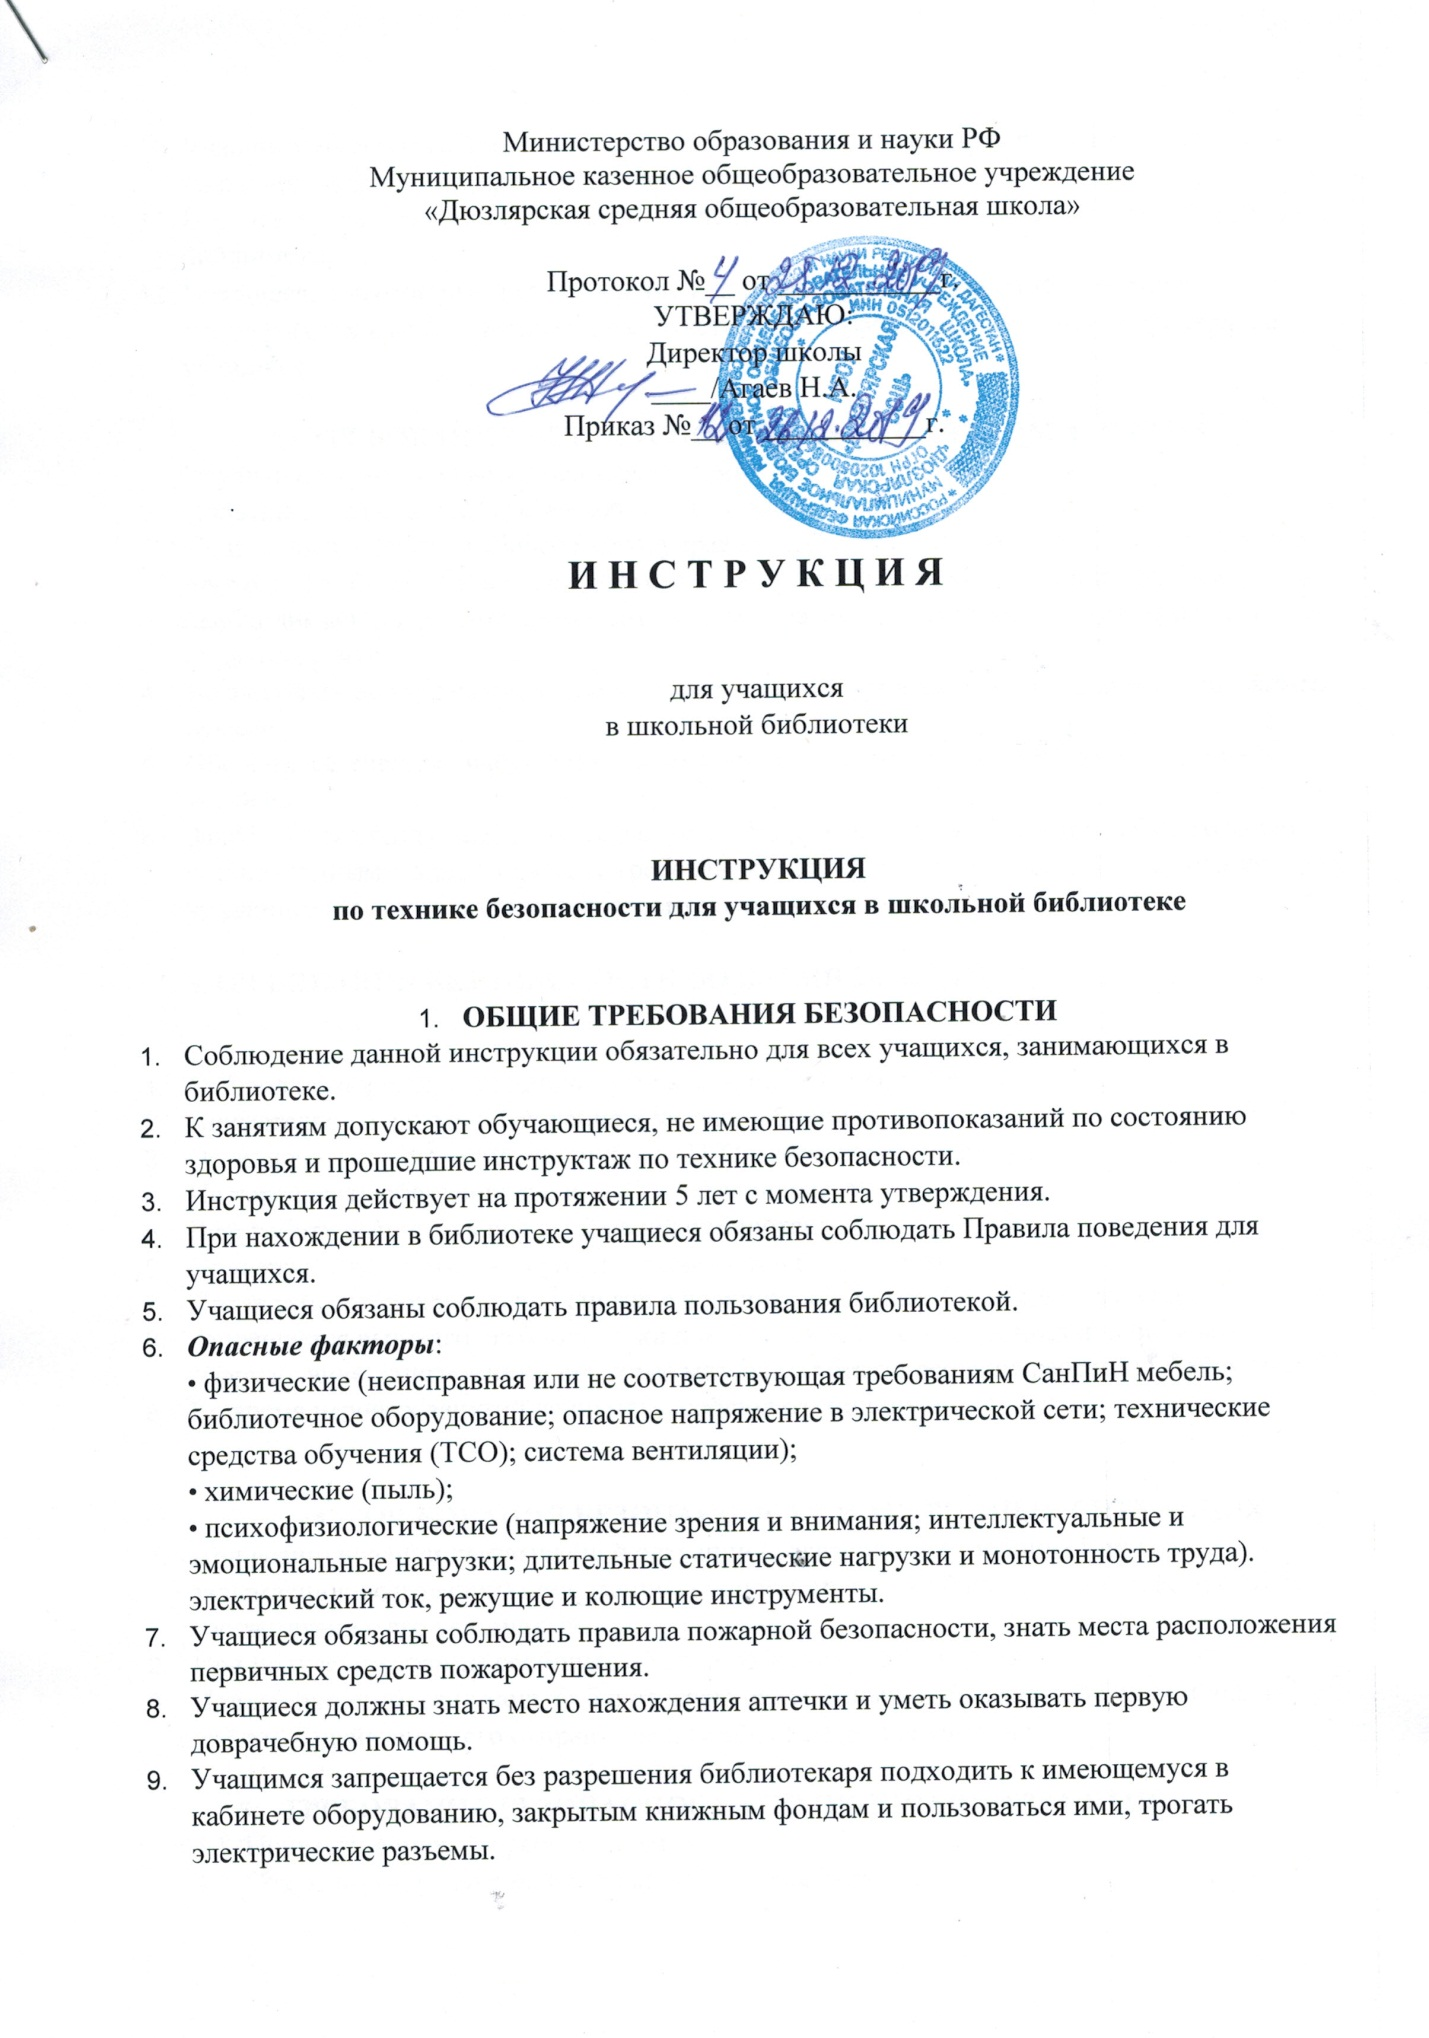 Министерство образования и науки РФ
Муниципальное казенное общеобразовательное учреждение
«Дюзлярская средняя общеобразовательная школа»
Протокол № 4 от г.
УТВЕРЖДАЮ:
Директор школы
/Агаев Н.А.
Приказ № 12 от г.
ИНН 0512011522
И Н С Т Р У К Ц И Я
для учащихся
в школьной библиотеки
ИНСТРУКЦИЯ
по технике безопасности для учащихся в школьной библиотеке
1. ОБЩИЕ ТРЕБОВАНИЯ БЕЗОПАСНОСТИ
1. Соблюдение данной инструкции обязательно для всех учащихся, занимающихся в
библиотеке.
2. К занятиям допускают обучающиеся, не имеющие противопоказаний по состоянию
здоровья и прошедшие инструктаж по технике безопасности.
3. Инструкция действует на протяжении 5 лет с момента утверждения.
4. При нахождении в библиотеке учащиеся обязаны соблюдать Правила поведения для
учащихся.
5. Учащиеся обязаны соблюдать правила пользования библиотекой.
6. Опасные факторы:
• физические (неисправная или не соответствующая требованиям СанПиН мебель;
библиотечное оборудование; опасное напряжение в электрической сети; технические
средства обучения (ТСО); система вентиляции);
• химические (пыль);
• психофизиологические (напряжение зрения и внимания; интеллектуальные и
эмоциональные нагрузки; длительные статические нагрузки и монотонность труда).
электрический ток, режущие и колющие инструменты.
7. Учащиеся обязаны соблюдать правила пожарной безопасности, знать места расположения
первичных средств пожаротушения.
8. Учащиеся должны знать место нахождения аптечки и уметь оказывать первую
доврачебную помощь.
9. Учащимся запрещается без разрешения библиотекаря подходить к имеющемуся в
кабинете оборудованию, закрытым книжным фондам и пользоваться ими, трогать
электрические разъемы.